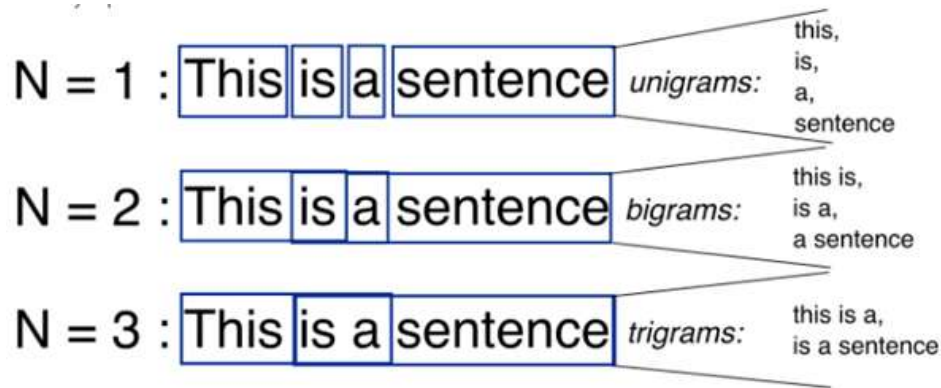 N = 1 : This is a sentence
unigrams:
this,
is,
a,
sentence
N = 2 : This is a sentence
bigrams:
this is,
is a,
a sentence
N = 3 : This is a sentence
trigrams:
this is a,
is a sentence